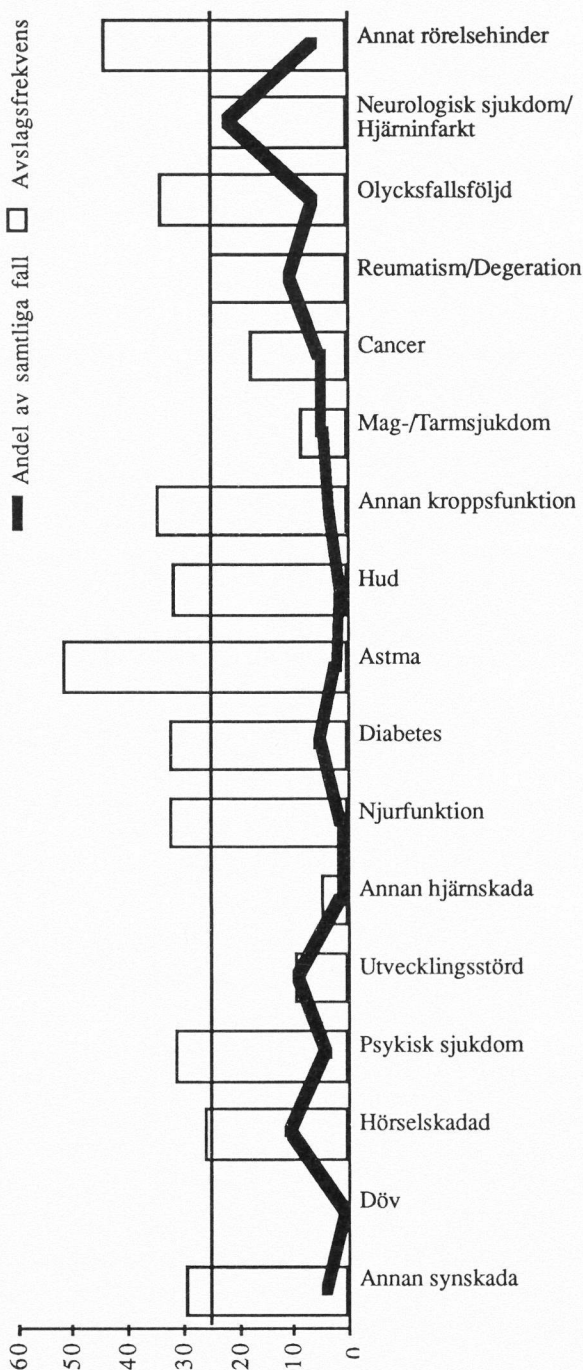 Andel av samtliga fall
Avslagsfrekvens
Annat rörelsehinder
Neurologisk sjukdom/
Hjärninfarkt
Olycksfallsföljd
Reumatism/Degeration
Cancer
Mag-/Tarmsjukdom
Annan kroppsfunktion
Hud
Astma
Diabetes
Njurfunktion
Annan hjärnskada
Utvecklingsstörd
Psykisk sjukdom
Hörselskadad
Döv
Annan synskada
60
50
40
30
20
10
0